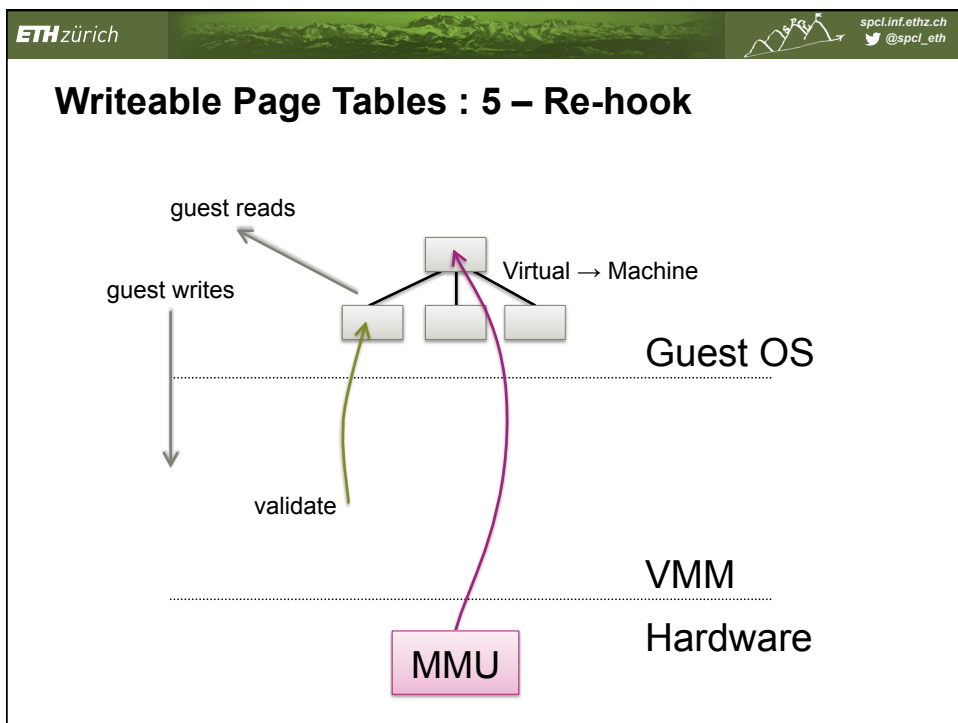 ETH zürich
spcl.inf.ethz.ch
@spcl_eth
Writeable Page Tables : 5 – Re-hook
guest reads
Virtual → Machine
guest writes
Guest OS
validate
VMM
Hardware
MMU